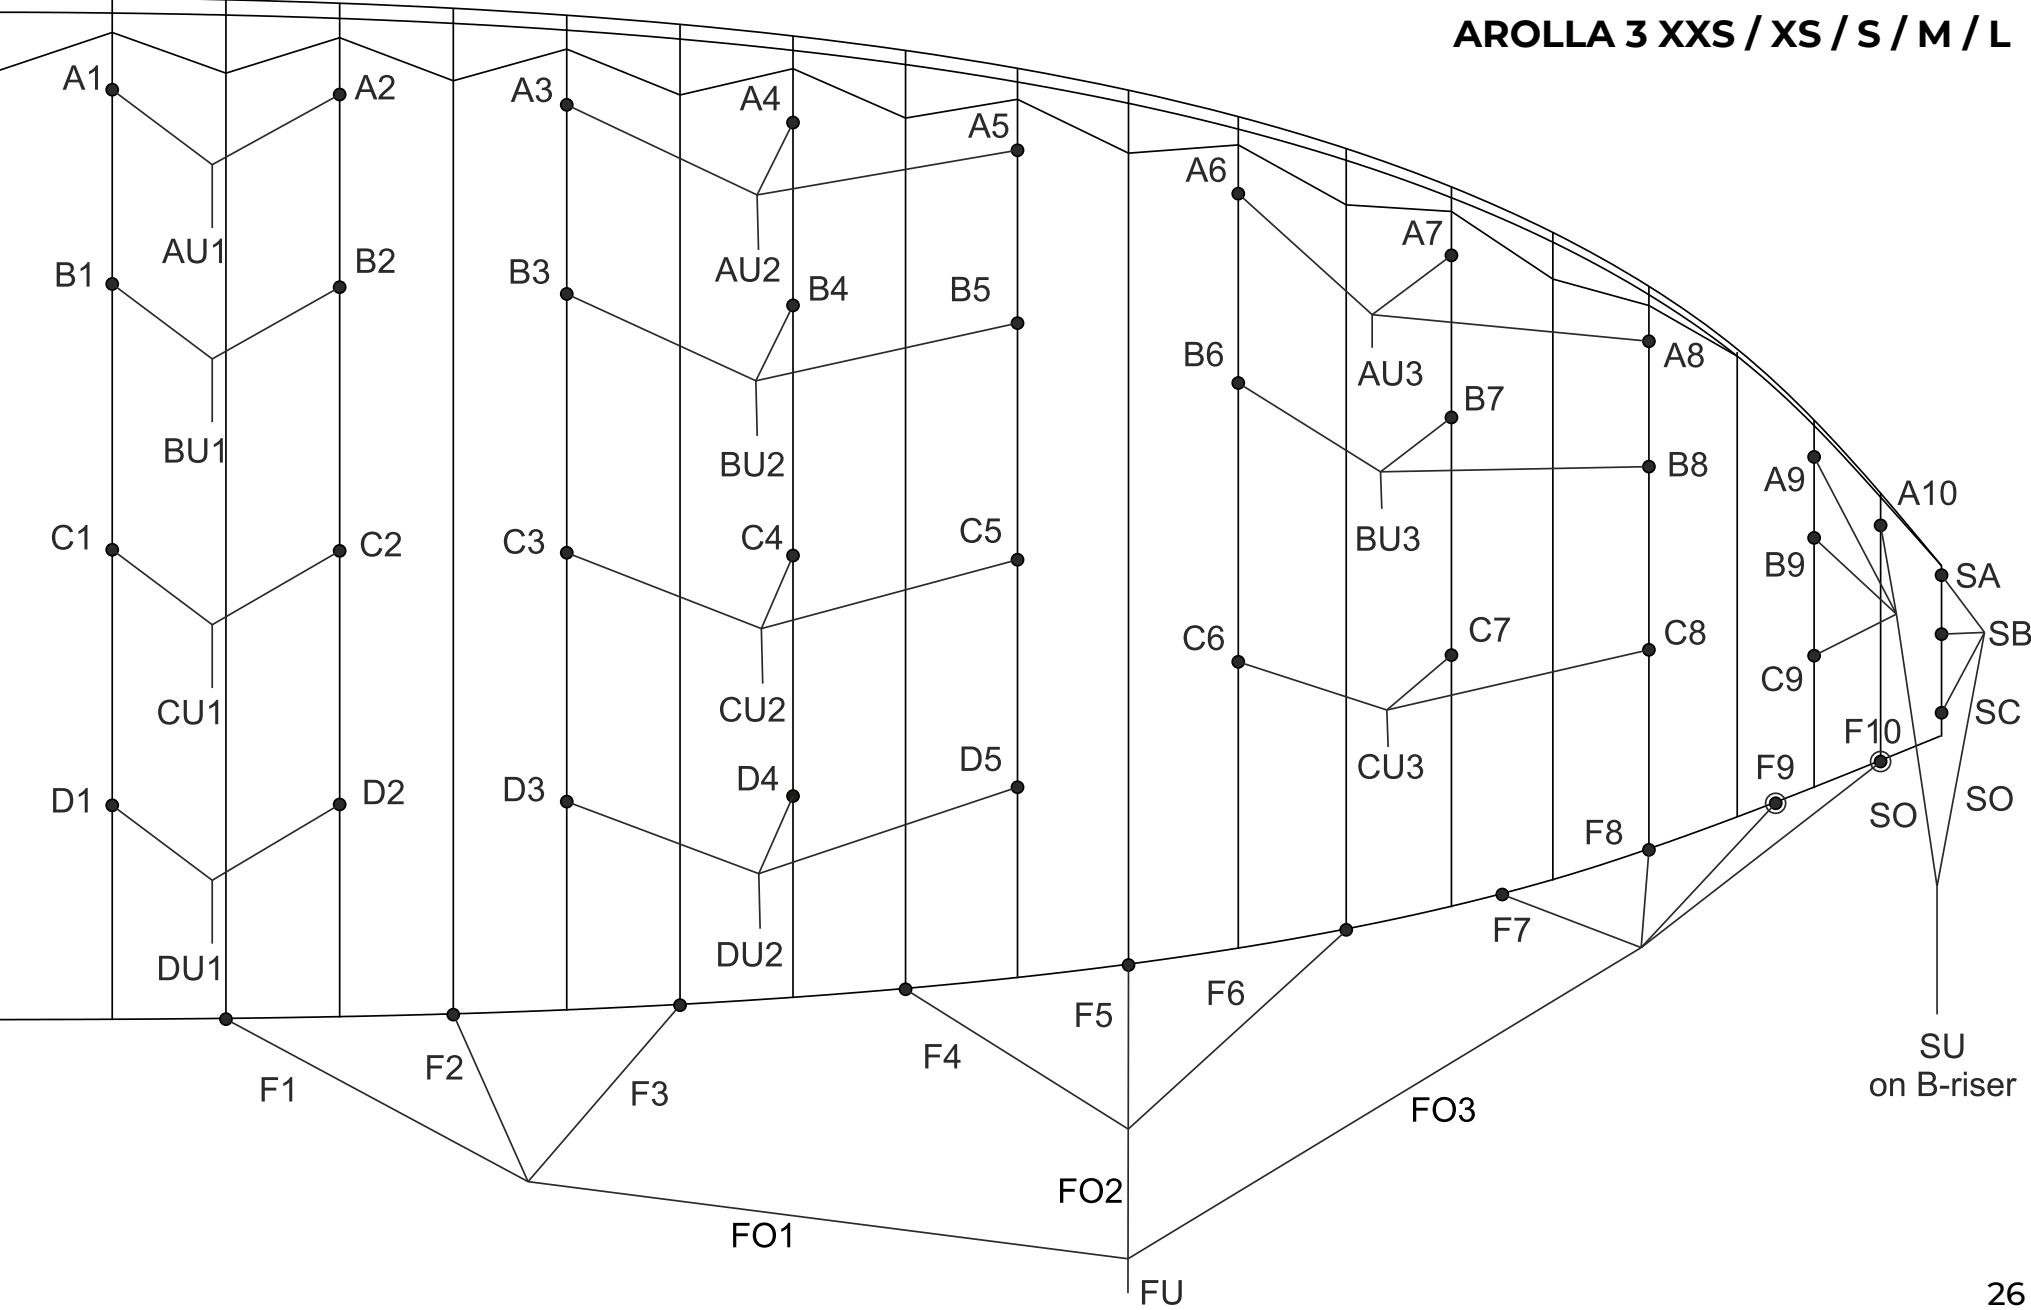 AROLLA 3 XXS / XS / S / M / L
A1
A2
A3
A4
A5
A6
A7
A8
A9
A10
AU1
AU2
AU3
B1
B2
B3
B4
B5
B6
B7
B8
B9
BU1
BU2
BU3
C1
C2
C3
C4
C5
C6
C7
C8
C9
CU1
CU2
CU3
SA
SB
SC
D1
D2
D3
D4
D5
DU1
DU2
F10
F9
F8
F7
SO
SO
F6
F5
F4
F3
F2
F1
SU
on B-riser
FO3
FO2
FO1
FU
26